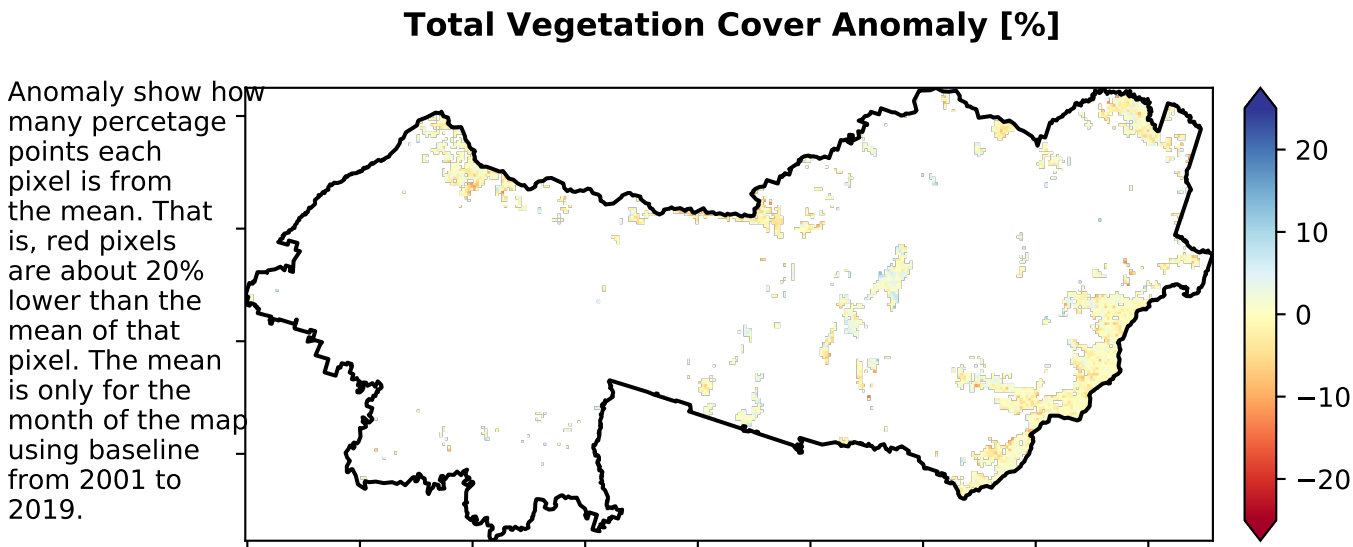 Total Vegetation Cover Anomaly [%]
Anomaly show how
many percetage
points each
pixel is from
the mean. That
is, red pixels
are about 20%
lower than the
mean of that
pixel. The mean
is only for the
month of the map
using baseline
from 2001 to
2019.
20
10
0
−10
−20